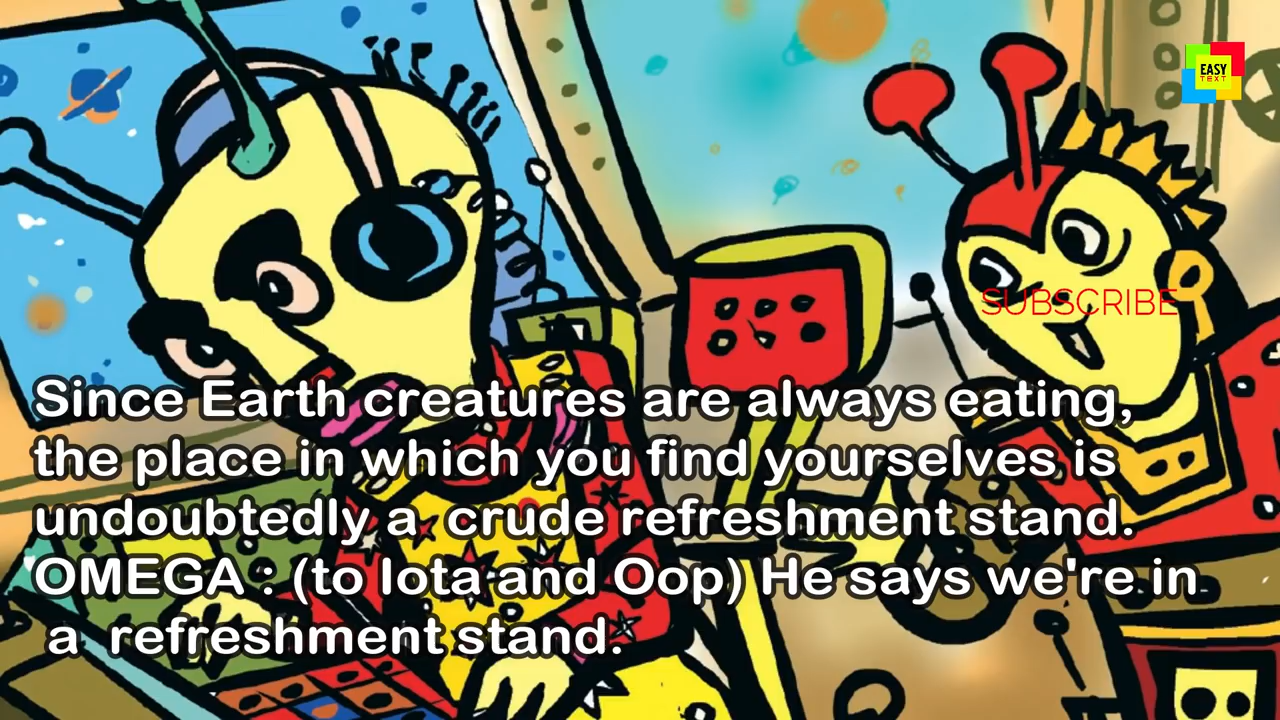 EASY
TEXT
SUBSCRIBE
Since Earth creatures are always eating,
the place in which you find yourselves is
undoubtedly a crude refreshment stand.
'OMEGA : (to Iota and Oop) He says we're in
a refreshment stand.